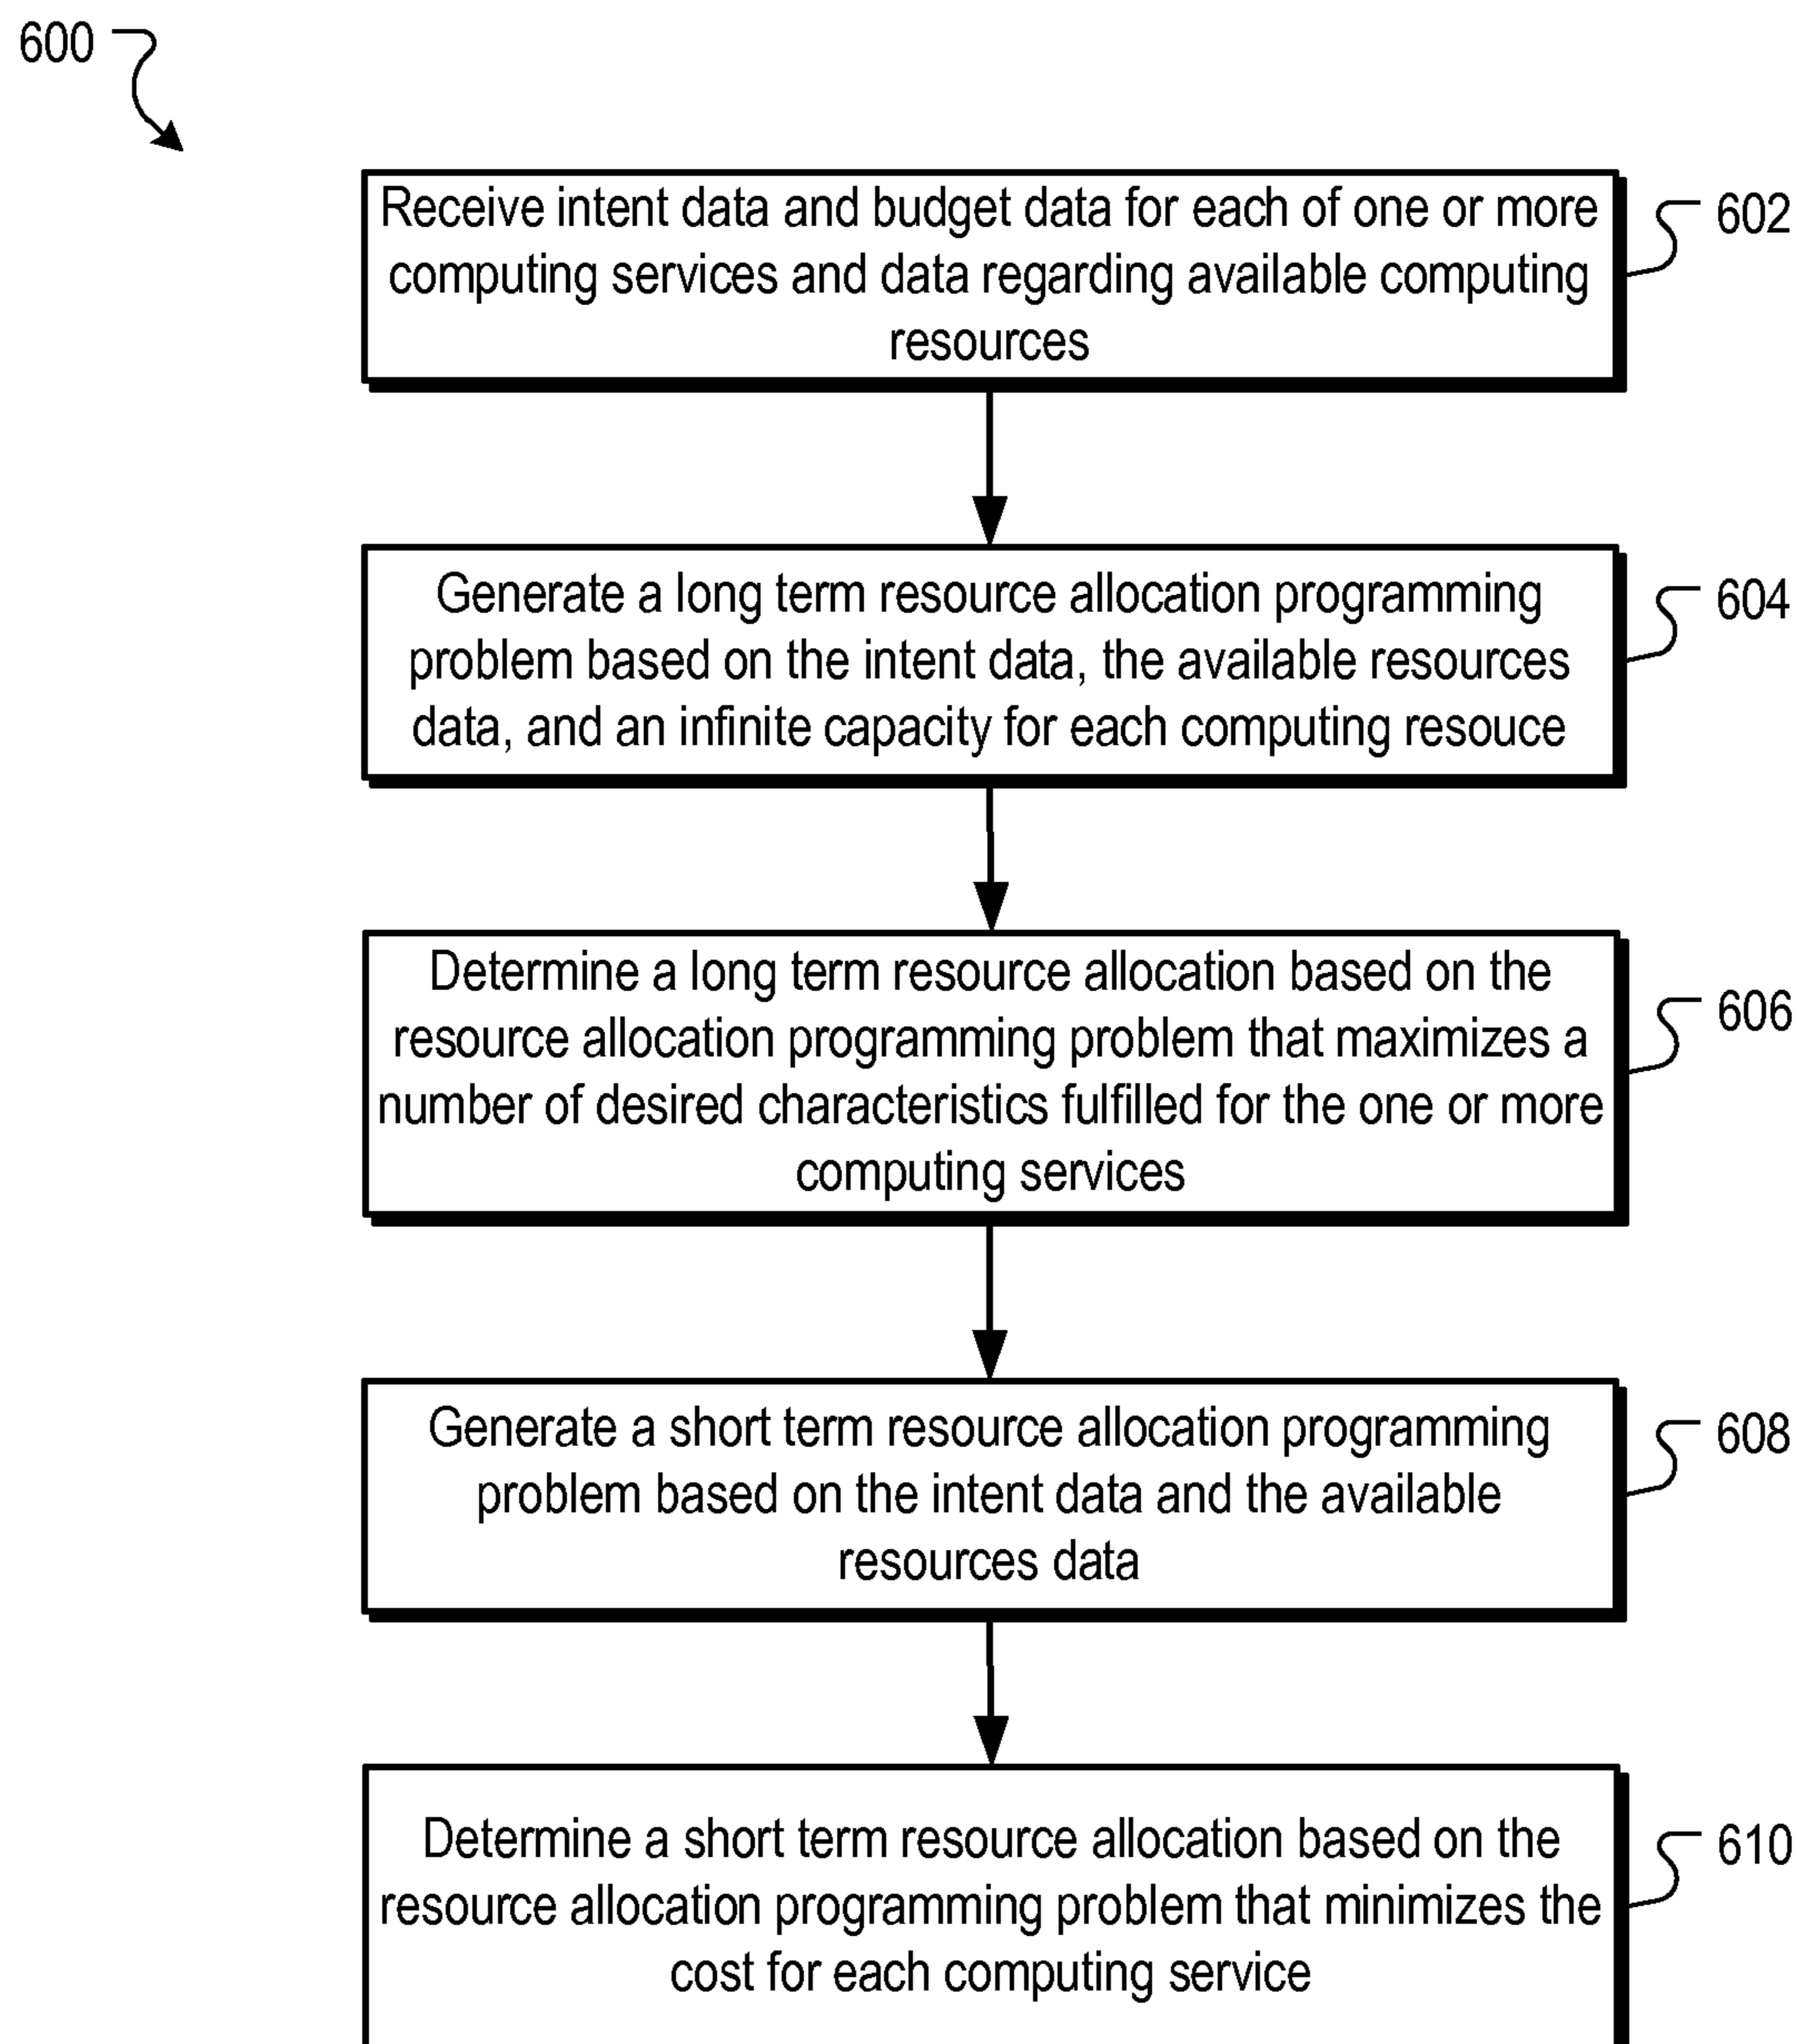 600
Receive intent data and budget data for each of one or more
computing services and data regarding available computing
resources
602
Generate a long term resource allocation programming
problem based on the intent data, the available resources
data, and an infinite capacity for each computing resouce
604
Determine a long term resource allocation based on the
resource allocation programming problem that maximizes a
number of desired characteristics fulfilled for the one or more
computing services
606
Generate a short term resource allocation programming
problem based on the intent data and the available
resources data
608
Determine a short term resource allocation based on the
resource allocation programming problem that minimizes the
cost for each computing service
610